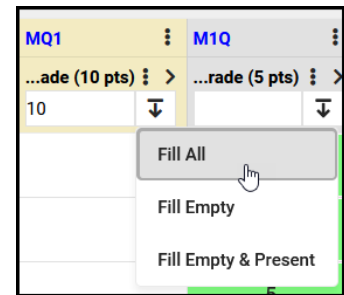 MQ1 M1Q
...ade (10 pts) ...rade (5 pts)
10
Fill All
Fill Empty
Fill Empty & Present